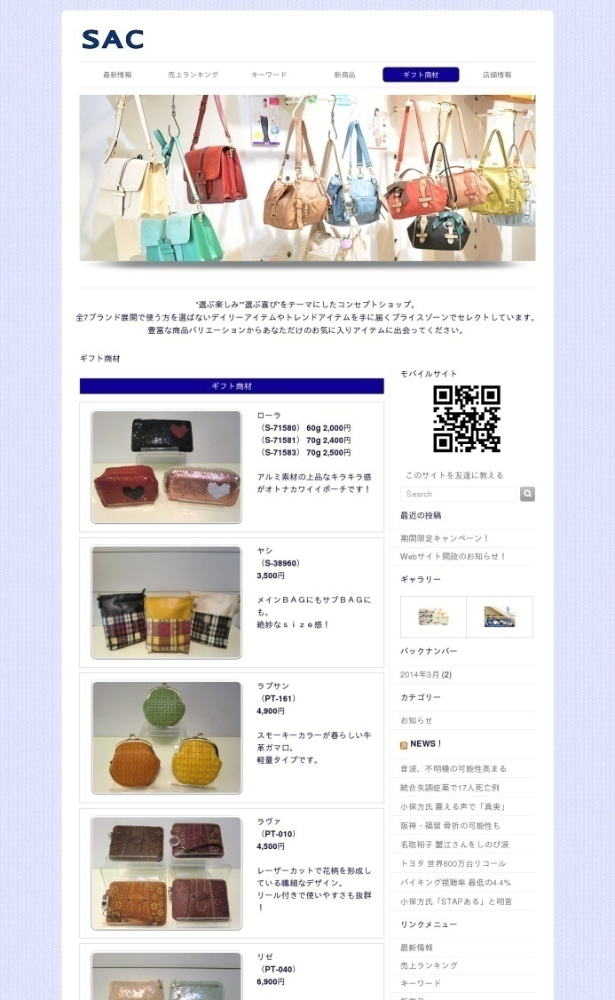 SAC
最新情報
売上ランキング
キーワード
新商品
ギフト商材
店舗情報
"選ぶ楽しみ""選ぶ喜び"をテーマにしたコンセプトショップ。
全7ブランド展開で使う方を選ばないデイリーアイテムやトレンドアイテムを手に届くプライスゾーンでセレクトしています。
豊富な商品バリエーションからあなただけのお気に入りアイテムに出会ってください。
ギフト商材
ギフト商材
ローラ
（S-71580） 60g 2,000円
（S-71581） 70g 2,400円
（S-71583） 70g 2,500円
アルミ素材の上品なキラキラ感
がオトナカワイイポーチです！
ヤシ
（S-38960）
3,500円
メインＢＡＧにもサブＢＡＧに
も。
絶妙なｓｉｚｅ感！
ラプサン
（PT-161）
4,900円
スモーキーカラーが春らしい牛
革ガマ口。
軽量タイプです。
ラヴァ
（PT-010）
4,500円
レーザーカットで花柄を形成し
ている繊細なデザイン。
リール付きで使いやすさも抜群
！
リゼ
（PT-040）
6,900円
モバイルサイト
このサイトを友達に教える
Search
最近の投稿
期間限定キャンペーン！
Webサイト開設のお知らせ！
ギャラリー
バックナンバー
2014年3月 (2)
カテゴリー
お知らせ
NEWS！
音波、不明機の可能性高まる
統合失調症薬で17人死亡例
小保方氏 震える声で「真実」
阪神・福留 骨折の可能性も
名取裕子 蟹江さんをしのび涙
トヨタ 世界600万台リコール
バイキング視聴率 最低の4.4%
小保方氏「STAPある」と明言
リンクメニュー
最新情報
売上ランキング
キーワード